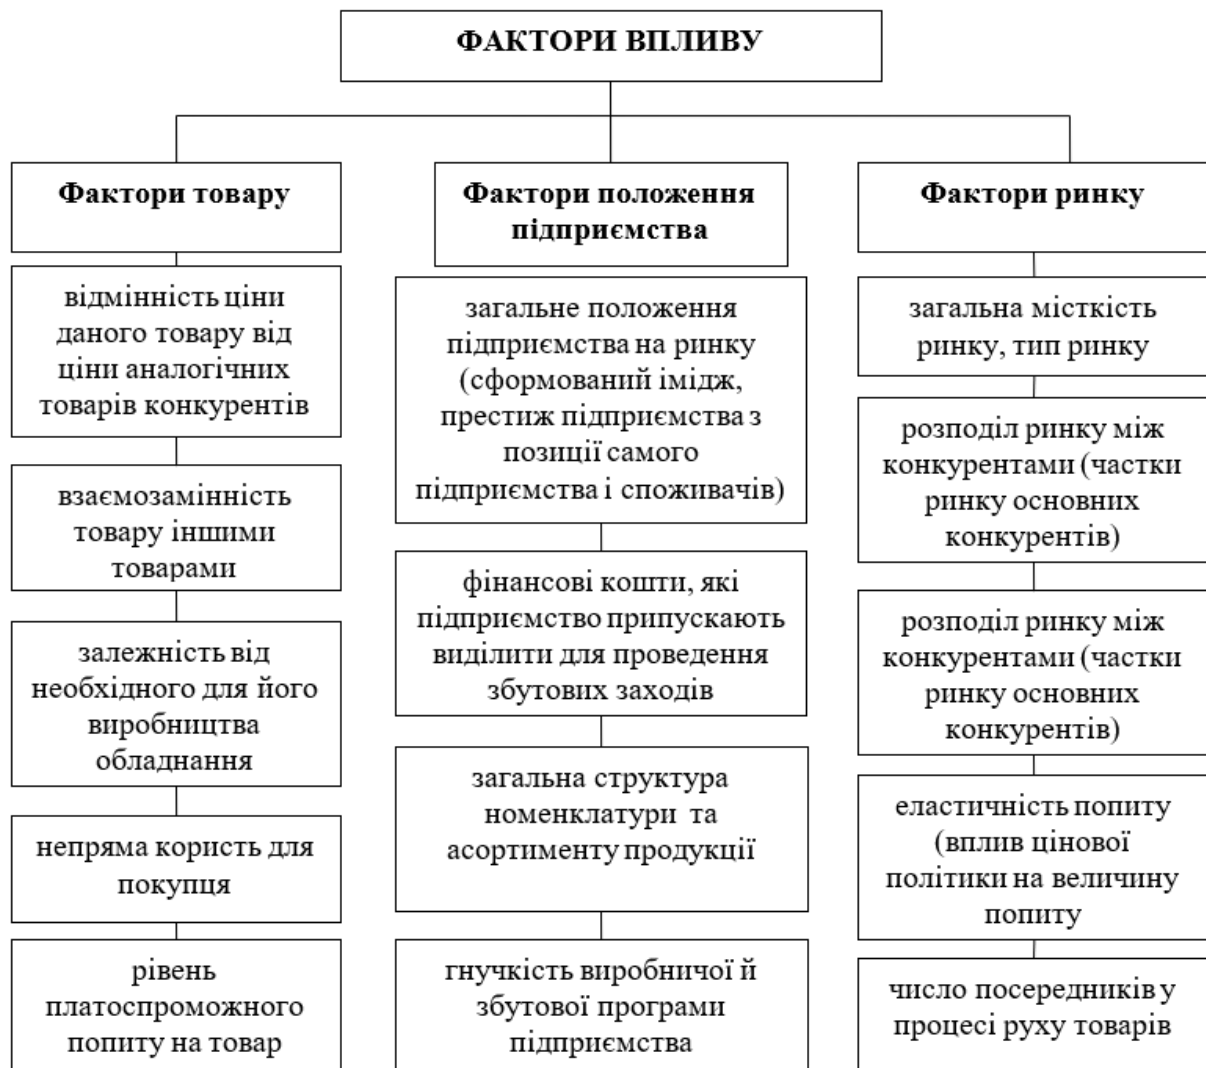 ФАКТОРИ ВПЛИВУ
Фактори товару
відмінність ціни
даного товару від
ціни аналогічних
товарів конкурентів
взаємозамінність
товару іншими
товарами
залежність від
необхідного для його
виробництва
обладнання
непряма користь для
покупця
рівень
платоспроможного
попиту на товар
Фактори положення
підприємства
загальне положення
підприємства на ринку
(сформований імідж,
престиж підприємства з
позиції самого
підприємства і споживачів)
фінансові кошти, які
підприємство припускають
виділити для проведення
збутових заходів
загальна структура
номенклатури та
асортименту продукції
гнучкість виробничої й
збутової програми
підприємства
Фактори ринку
загальна місткість
ринку, тип ринку
розподіл ринку між
конкурентами (частки
ринку основних
конкурентів)
розподіл ринку між
конкурентами (частки
ринку основних
конкурентів)
еластичність попиту
(вплив цінової
політики на величину
попиту
число посередників у
процесі руху товарів